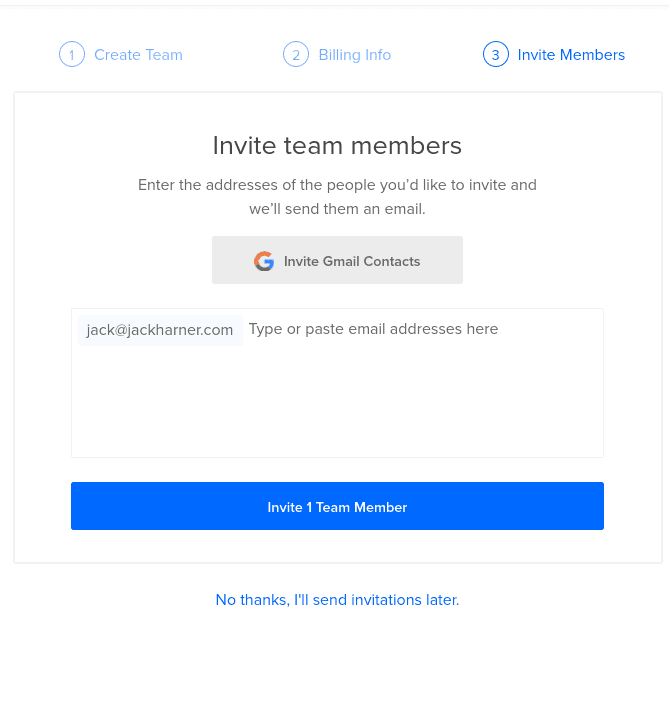 1 Create Team
2 Billing Info
3 Invite Members
Invite team members
Enter the addresses of the people you’d like to invite and
we’ll send them an email.
Invite Gmail Contacts
jack@jackharner.com Type or paste email addresses here
Invite 1 Team Member
No thanks, I'll send invitations later.